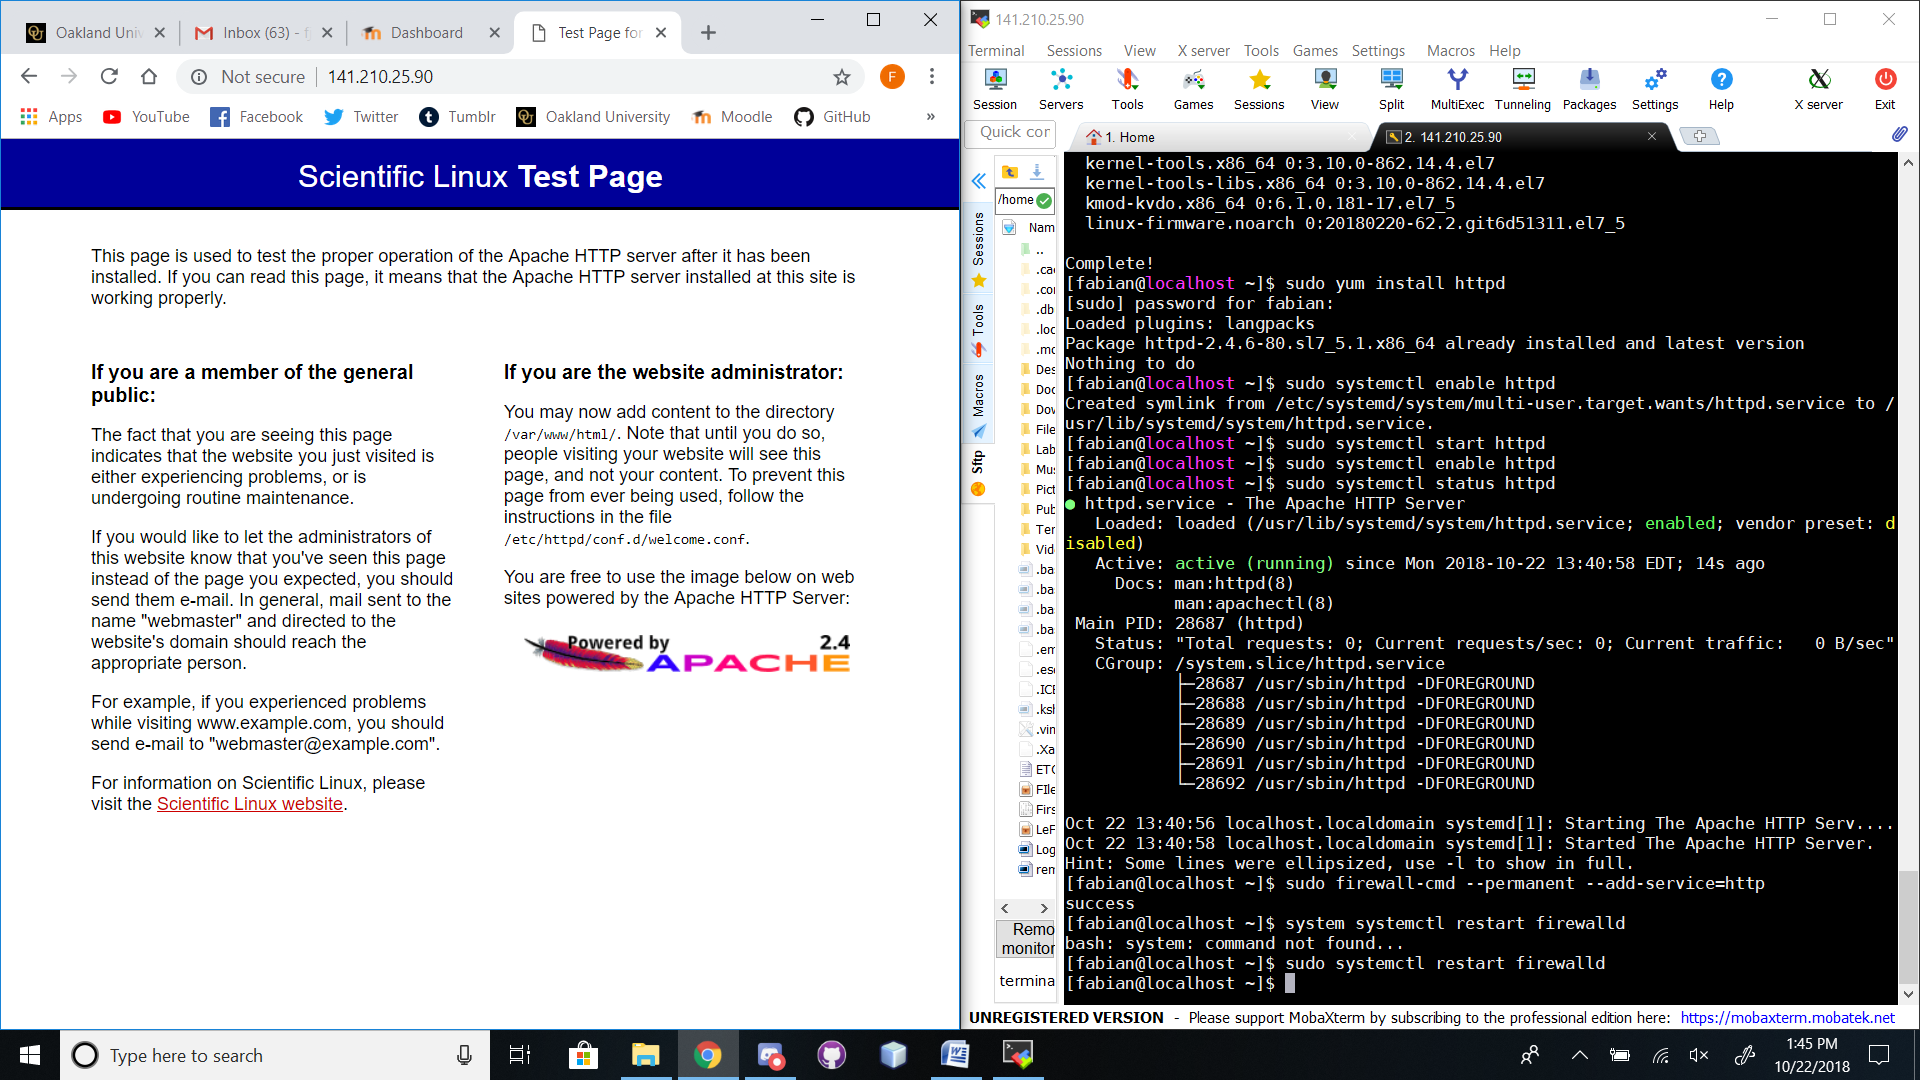 Oakland Uni
Inbox (63) - f
Dashboard
Test Page for
Not secure
141.210.25.90
F
Apps
YouTube
Facebook
Twitter
Tumblr
Oakland University
Moodle
GitHub
»
Scientific Linux Test Page
This page is used to test the proper operation of the Apache HTTP server after it has been
installed. If you can read this page, it means that the Apache HTTP server installed at this site is
working properly.
If you are a member of the general
public:
The fact that you are seeing this page
indicates that the website you just visited is
either experiencing problems, or is
undergoing routine maintenance.
If you would like to let the administrators of
this website know that you've seen this page
instead of the page you expected, you should
send them e-mail. In general, mail sent to the
name "webmaster" and directed to the
website's domain should reach the
appropriate person.
For example, if you experienced problems
while visiting www.example.com, you should
send e-mail to "webmaster@example.com".
For information on Scientific Linux, please
visit the Scientific Linux website.
If you are the website administrator:
You may now add content to the directory
/var/www/html/. Note that until you do so,
people visiting your website will see this
page, and not your content. To prevent this
page from ever being used, follow the
instructions in the file
/etc/httpd/conf.d/welcome.conf.
You are free to use the image below on web
sites powered by the Apache HTTP Server:
Powered by 2.4
APACHE
141.210.25.90
Terminal Sessions View X server Tools Games Settings Macros Help
Session Servers Tools Games Sessions View Split MultiExec Tunneling Packages Settings Help X server Exit
Quick cor
1. Home
2. 141.210.25.90
Sessions
Tools
Macros
Sftp
/home
Nam
..
.ca
.co
.db
.loc
.mo
Des
Doc
Dov
File
Lab
Mus
Pict
Pub
Ter
Vid
.ba
.ba
.ba
.ba
.em
.eso
.ICE
.ksh
.vin
.Xa
ETC
FIle
Firs
LeF
Log
rem
Remo
monitor
termina
kernel-tools.x86_64 0:3.10.0-862.14.4.el7
kernel-tools-libs.x86_64 0:3.10.0-862.14.4.el7
kmod-kvdo.x86_64 0:6.1.0.181-17.el7_5
linux-firmware.noarch 0:20180220-62.2.git6d51311.el7_5
Complete!
[fabian@localhost ~]$ sudo yum install httpd
[sudo] password for fabian:
Loaded plugins: langpacks
Package httpd-2.4.6-80.sl7_5.1.x86_64 already installed and latest version
Nothing to do
[fabian@localhost ~]$ sudo systemctl enable httpd
Created symlink from /etc/systemd/system/multi-user.target.wants/httpd.service to /
usr/lib/systemd/system/httpd.service.
[fabian@localhost ~]$ sudo systemctl start httpd
[fabian@localhost ~]$ sudo systemctl enable httpd
[fabian@localhost ~]$ sudo systemctl status httpd
● httpd.service - The Apache HTTP Server
Loaded: loaded (/usr/lib/systemd/system/httpd.service; enabled; vendor preset: d
isabled)
Active: active (running) since Mon 2018-10-22 13:40:58 EDT; 14s ago
Docs: man:httpd(8)
man:apachectl(8)
Main PID: 28687 (httpd)
Status: "Total requests: 0; Current requests/sec: 0; Current traffic:   0 B/sec"
CGroup: /system.slice/httpd.service
├─28687 /usr/sbin/httpd -DFOREGROUND
├─28688 /usr/sbin/httpd -DFOREGROUND
├─28689 /usr/sbin/httpd -DFOREGROUND
├─28690 /usr/sbin/httpd -DFOREGROUND
├─28691 /usr/sbin/httpd -DFOREGROUND
└─28692 /usr/sbin/httpd -DFOREGROUND
Oct 22 13:40:56 localhost.localdomain systemd[1]: Starting The Apache HTTP Serv....
Oct 22 13:40:58 localhost.localdomain systemd[1]: Started The Apache HTTP Server.
Hint: Some lines were ellipsized, use -l to show in full.
[fabian@localhost ~]$ sudo firewall-cmd --permanent --add-service=http
success
[fabian@localhost ~]$ system systemctl restart firewalld
bash: system: command not found...
[fabian@localhost ~]$ sudo systemctl restart firewalld
[fabian@localhost ~]$
UNREGISTERED VERSION - Please support MobaXterm by subscribing to the professional edition here: https://mobaxterm.mobatek.net
Type here to search
1:45 PM
10/22/2018